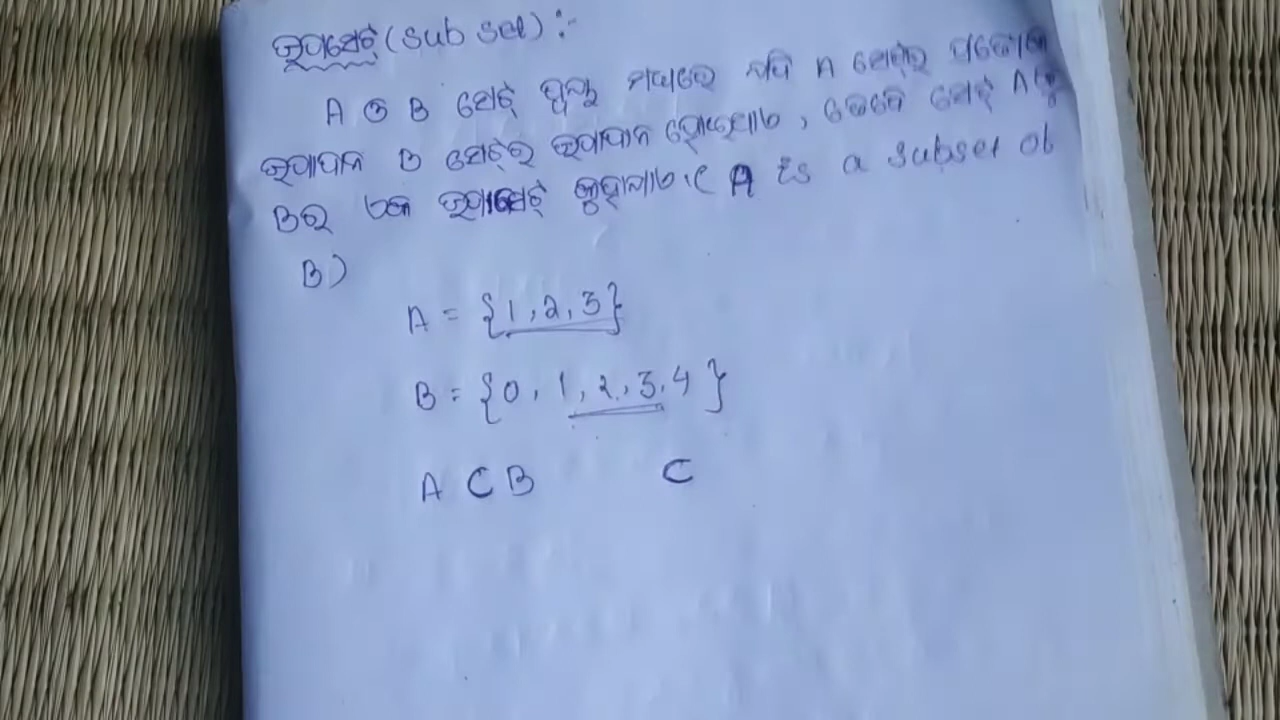 ଉପସେଟ୍ (Sub set) :-
A ଓ B ସେଟ୍ ଦ୍ୱୟ ମଧ୍ୟରେ ଯଦି A ସେଟ୍‌ର ପ୍ରତ୍ୟେକ
ଉପାଦାନ B ସେଟ୍‌ର ଉପାଦାନ ହୋଇଥାଏ, ତେବେ ସେଟ୍ A କୁ
Bର ଏକ ଉପସେଟ୍ କୁହାଯାଏ। ( A is a subset of
B)
A = {1, 2, 3}
B = {0, 1, 2, 3, 4}
A ⊂ B ⊂